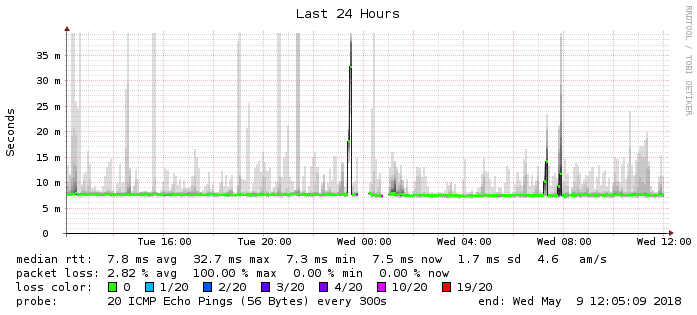 Last 24 Hours
RRDTOOL / TOBI OETIKER
Seconds
35 m
30 m
25 m
20 m
15 m
10 m
5 m
0
Tue 16:00 Tue 20:00 Wed 00:00 Wed 04:00 Wed 08:00 Wed 12:00
median rtt: 7.8 ms avg 32.7 ms max 7.3 ms min 7.5 ms now 1.7 ms sd 4.6 am/s
packet loss: 2.82 % avg 100.00 % max 0.00 % min 0.00 % now
loss color: 0 1/20 2/20 3/20 4/20 10/20 19/20
probe: 20 ICMP Echo Pings (56 Bytes) every 300s end: Wed May 9 12:05:09 2018